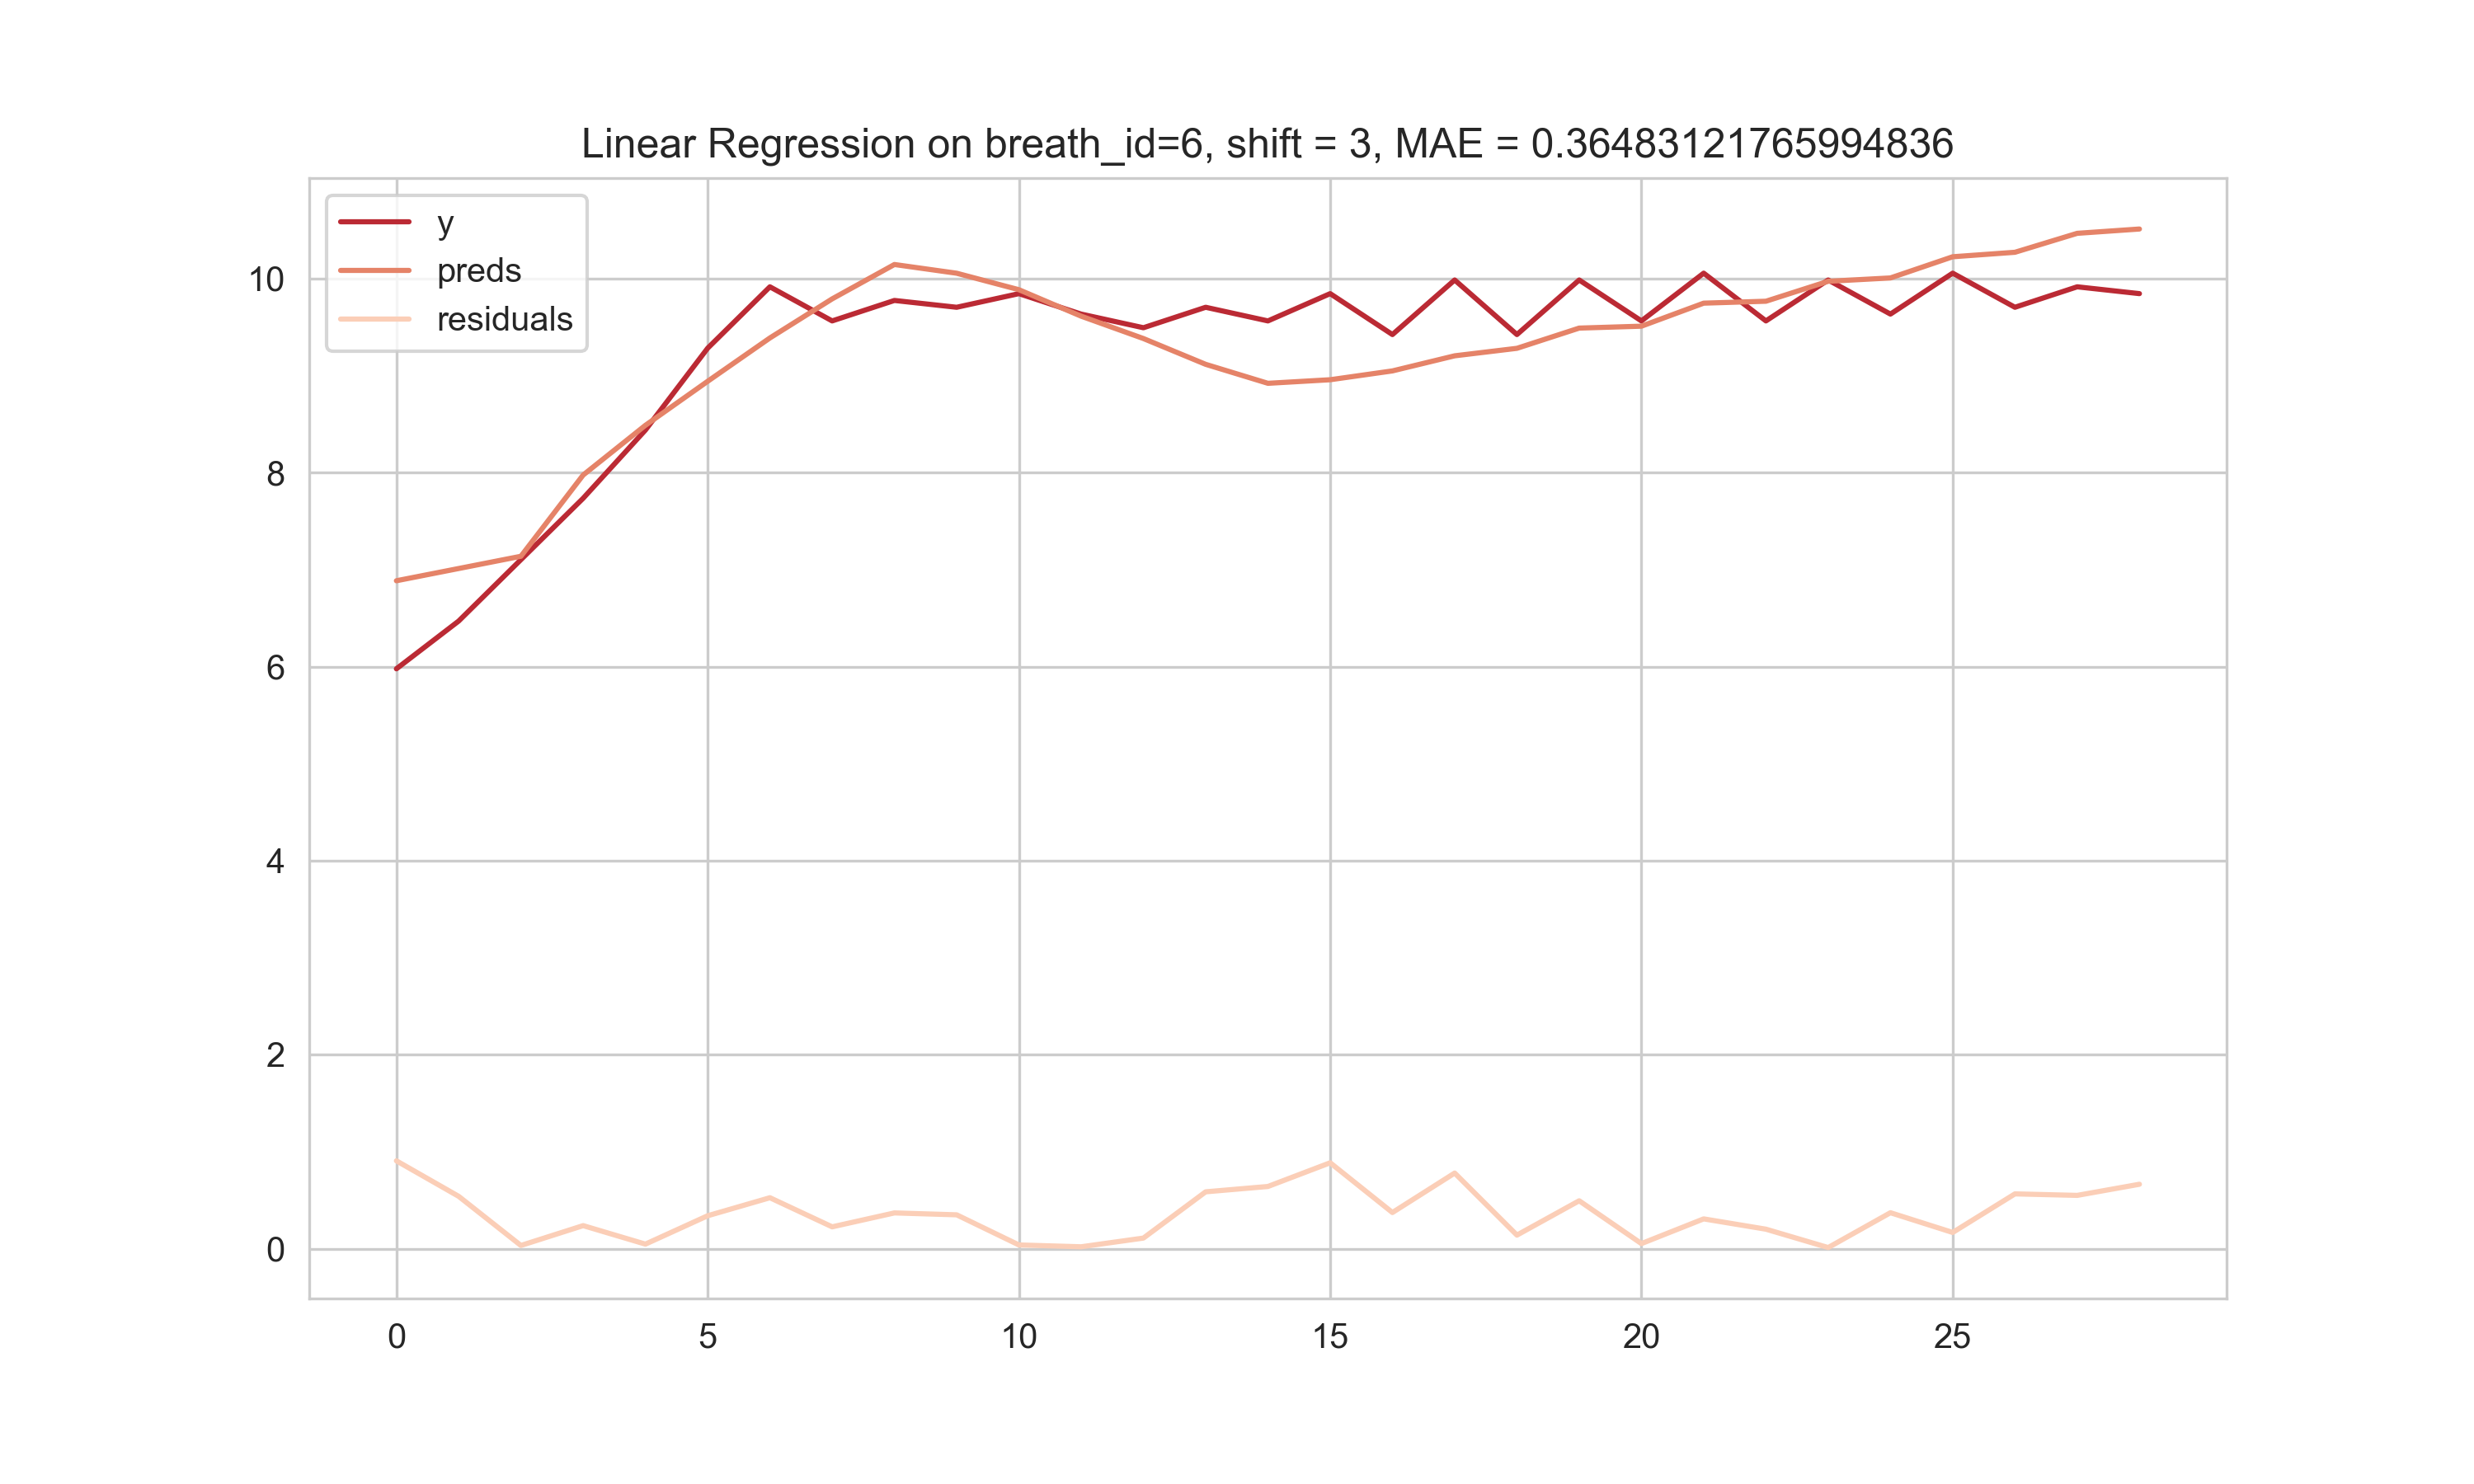 Linear Regression on breath_id=6, shift = 3, MAE = 0.36483121765994836
y
preds
residuals
10
8
6
4
2
0
0 5 10 15 20 25